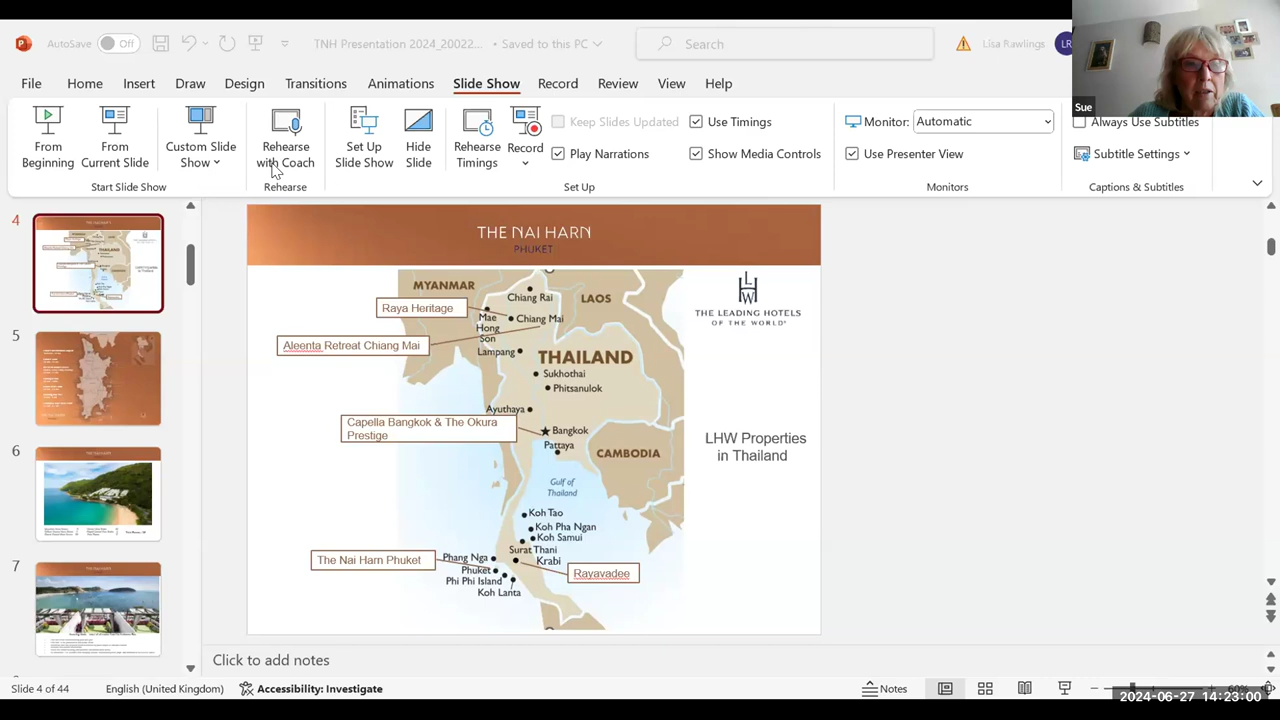 AutoSave Off TNH Presentation 2024_20022... • Saved to this PC Search Lisa Rawlings LR
Sue
File Home Insert Draw Design Transitions Animations Slide Show Record Review View Help
From Beginning
From Current Slide
Custom Slide Show
Start Slide Show
Rehearse with Coach
Rehearse
Set Up Slide Show
Hide Slide
Rehearse Timings
Record
Keep Slides Updated
Use Timings
Play Narrations
Show Media Controls
Set Up
Monitor: Automatic
Use Presenter View
Monitors
Always Use Subtitles
Subtitle Settings
Captions & Subtitles
4
5
6
7
THE NAI HARN
PHUKET
MYANMAR
Chiang Rai
LAOS
Raya Heritage
Mae
Hong
Son
Chiang Mai
Aleenta Retreat Chiang Mai
Lampang
THAILAND
Sukhothai
Phitsanulok
Ayuthaya
Capella Bangkok & The Okura
Prestige
Bangkok
Pattaya
CAMBODIA
Gulf of
Thailand
Koh Tao
Koh Pha Ngan
Koh Samui
Surat Thani
Krabi
The Nai Harn Phuket
Phang Nga
Phuket
Phi Phi Island
Koh Lanta
Rayavadee
LHW
THE LEADING HOTELS
OF THE WORLD®
LHW Properties
in Thailand
Click to add notes
Slide 4 of 44 English (United Kingdom) Accessibility: Investigate Notes
2024-06-27 14:23:00